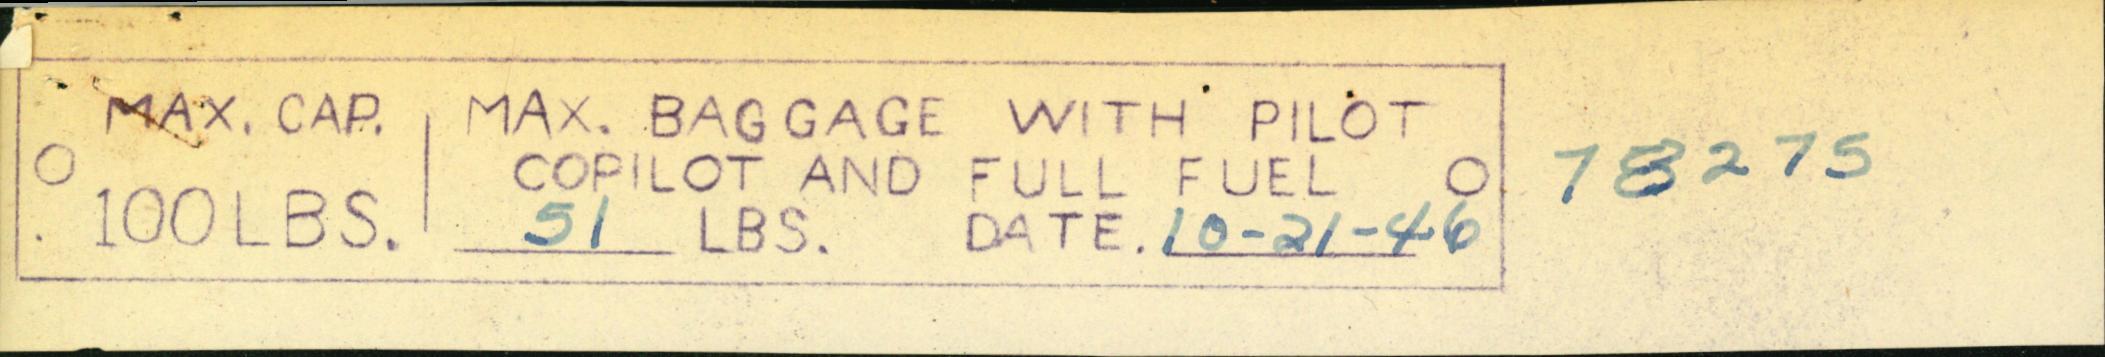 MAX. CAP.
100 LBS.
MAX. BAGGAGE WITH PILOT
COPILOT AND FULL FUEL
51 LBS. DATE. 10-21-46
78275